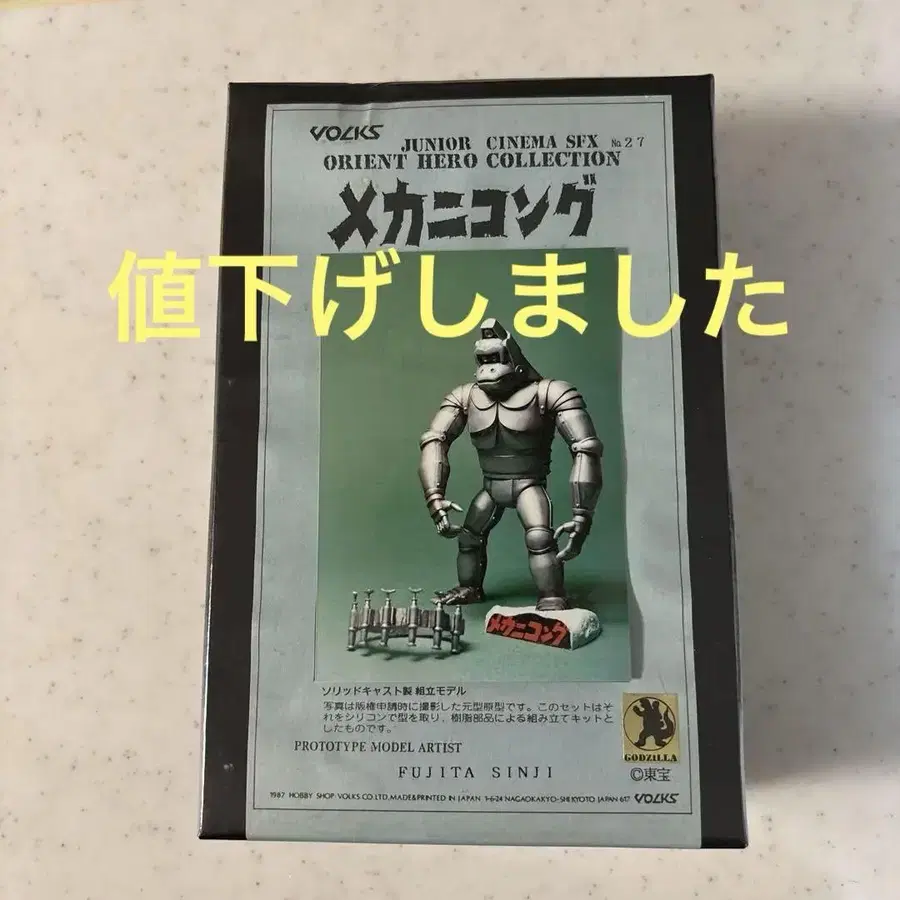 VOLKS
JUNIOR CINEMA SFX No.27
ORIENT HERO COLLECTION
メカニコング
値下げしました
メカニコング
ソリッドキャスト製 組立モデル
写真は版権申請時に撮影した元型原型です。このセットはそ
れをシリコンで型を取り、樹脂部品による組み立てキットと
したものです。
PROTOTYPE MODEL ARTIST
FUJITA SINJI
GODZILLA
©東宝
1987 HOBBY SHOP VOLKS CO.LTD.MADE&PRINTED IN JAPAN 1-6-24 NAGAOKAKYO-SHI KYOTO JAPAN 617 VOLKS